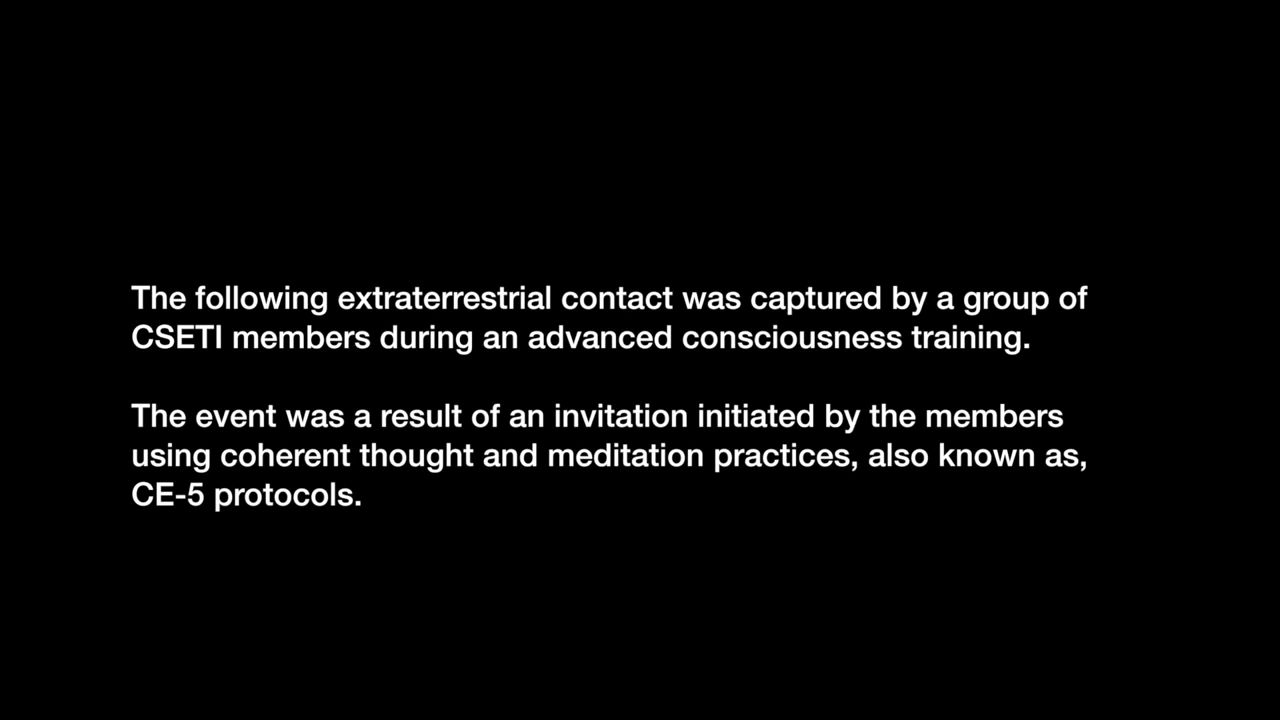 The following extraterrestrial contact was captured by a group of
CSETI members during an advanced consciousness training.
The event was a result of an invitation initiated by the members
using coherent thought and meditation practices, also known as,
CE-5 protocols.